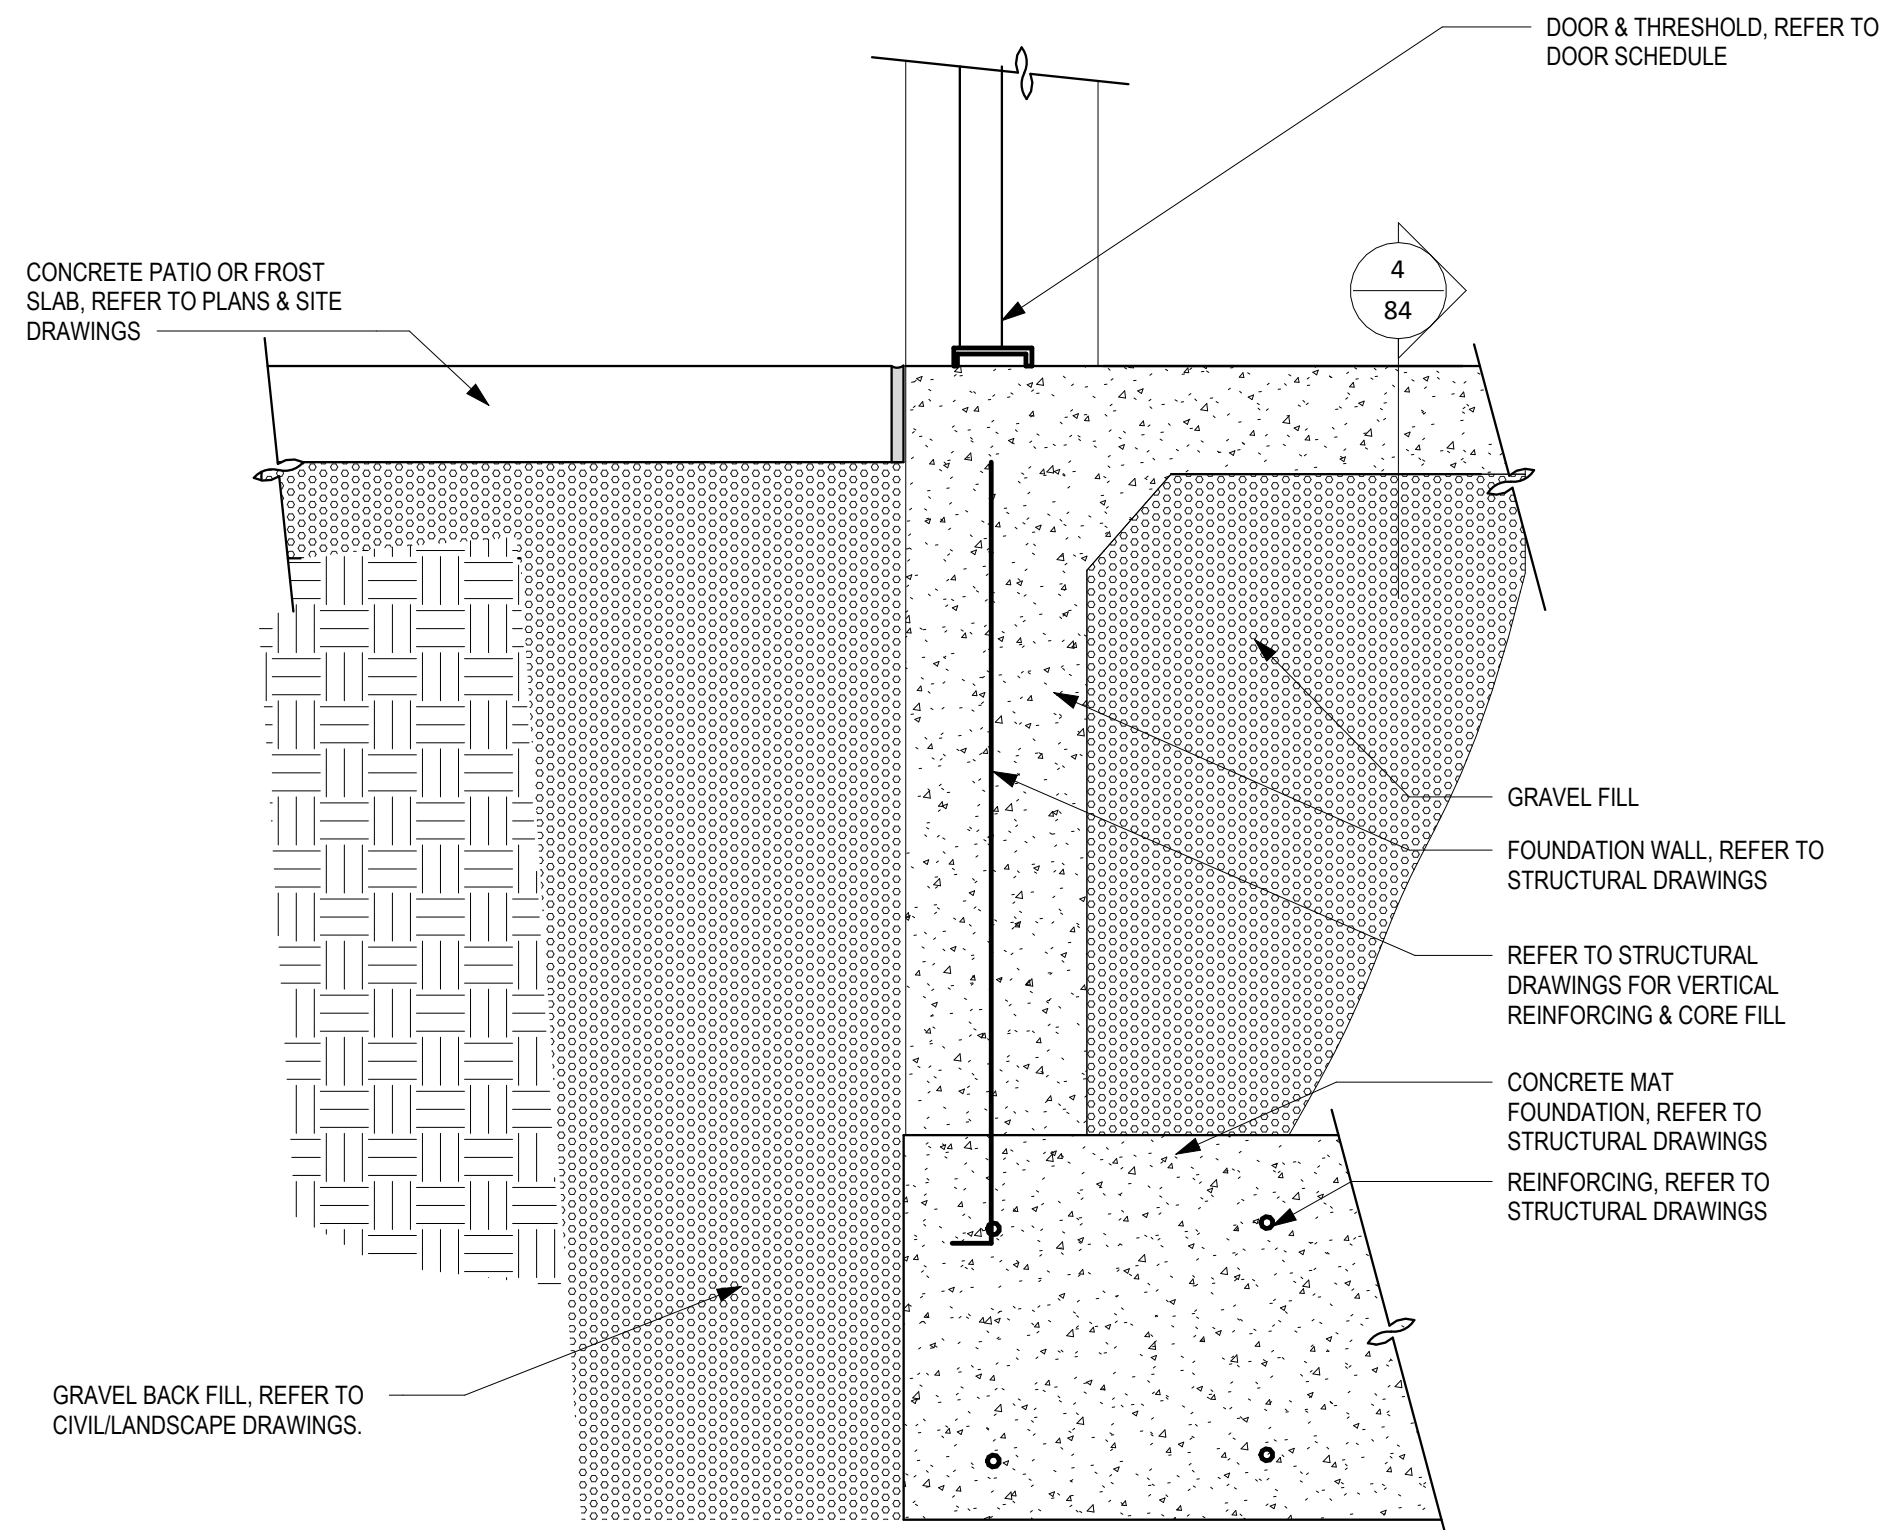 DOOR & THRESHOLD, REFER TO
DOOR SCHEDULE
CONCRETE PATIO OR FROST
SLAB, REFER TO PLANS & SITE
DRAWINGS
4
84
GRAVEL FILL
FOUNDATION WALL, REFER TO
STRUCTURAL DRAWINGS
REFER TO STRUCTURAL
DRAWINGS FOR VERTICAL
REINFORCING & CORE FILL
CONCRETE MAT
FOUNDATION, REFER TO
STRUCTURAL DRAWINGS
REINFORCING, REFER TO
STRUCTURAL DRAWINGS
GRAVEL BACK FILL, REFER TO
CIVIL/LANDSCAPE DRAWINGS.